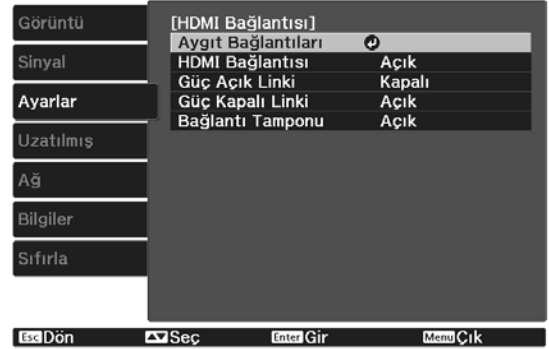 Görüntü
Sinyal
Ayarlar
Uzatılmış
Ağ
Bilgiler
Sıfırla
[HDMI Bağlantısı]
Aygıt Bağlantıları
HDMI Bağlantısı Açık
Güç Açık Linki Kapalı
Güç Kapalı Linki Açık
Bağlantı Tamponu Açık
Esc Dön Seç Enter Gir Menu Çık